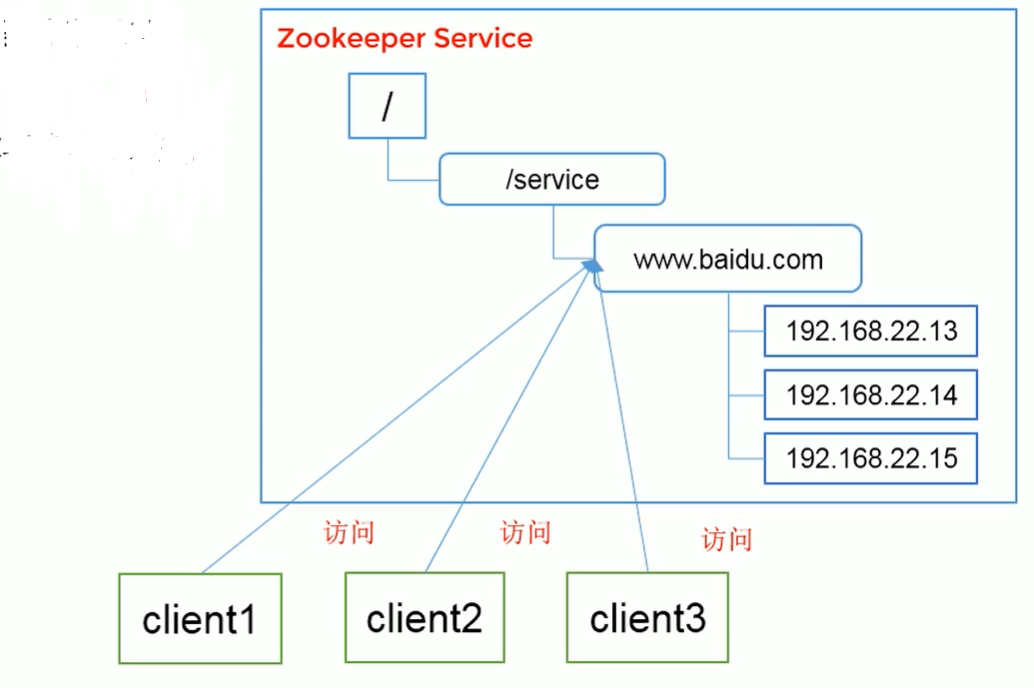 Zookeeper Service
/
/service
www.baidu.com
192.168.22.13
192.168.22.14
192.168.22.15
访问
访问
访问
client1
client2
client3